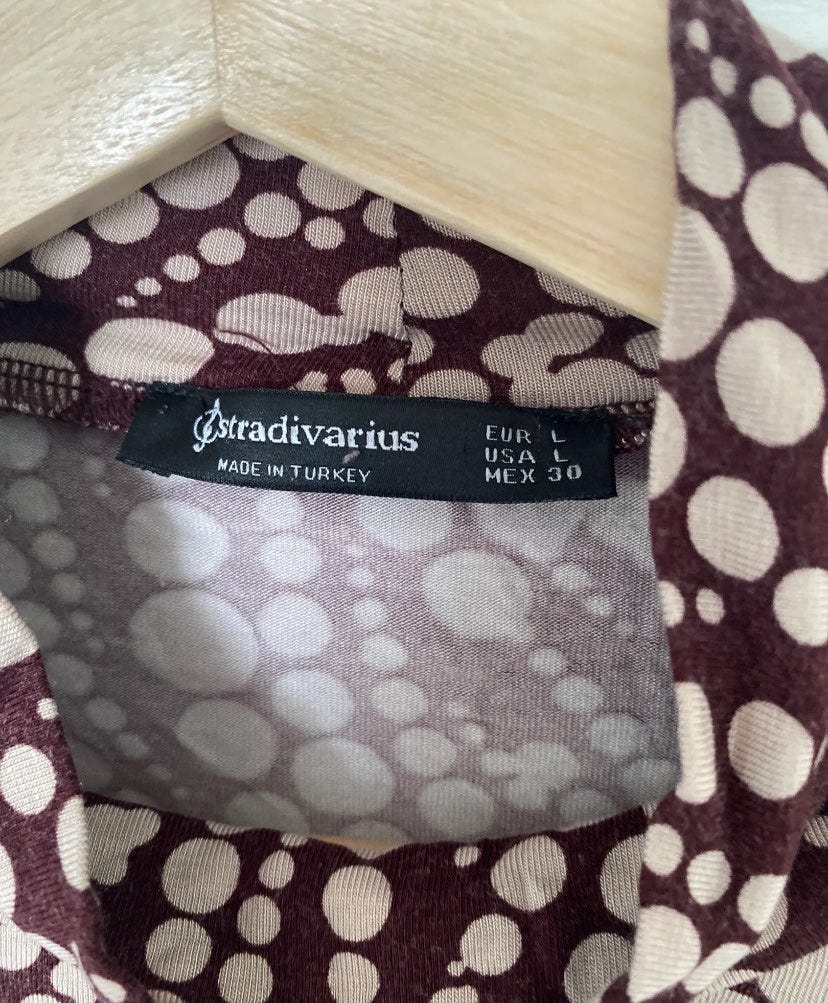 stradivarius
MADE IN TURKEY
EUR L
USA L
MEX 30